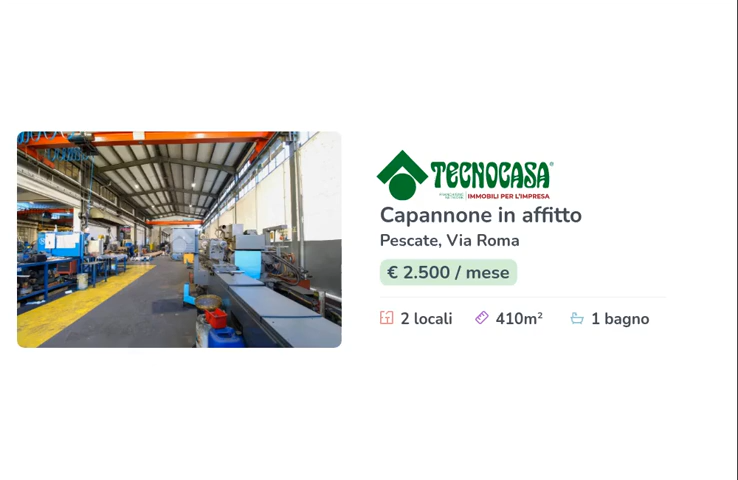 TECNOCASA
IMMOBILI PER L'IMPRESA
Capannone in affitto
Pescate, Via Roma
€ 2.500 / mese
2 locali 410m² 1 bagno